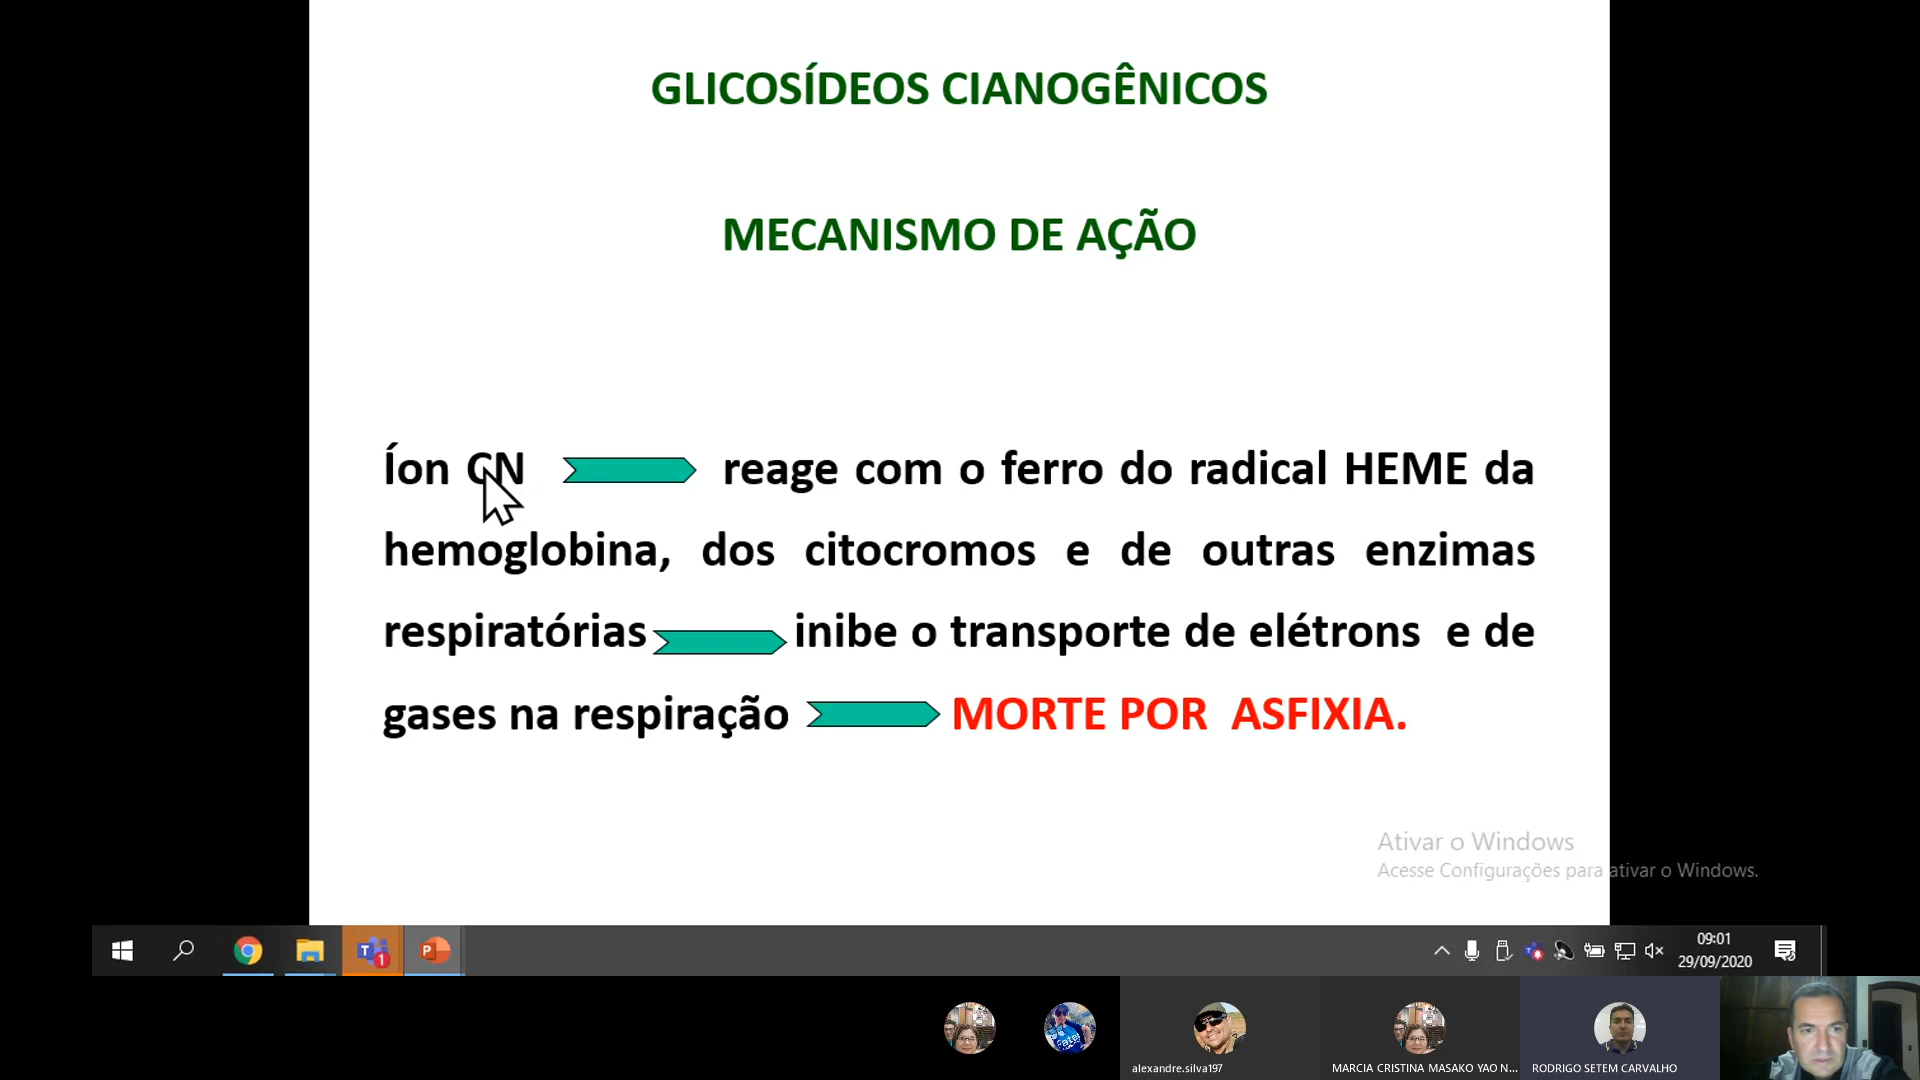 GLICOSÍDEOS CIANOGÊNICOS
MECANISMO DE AÇÃO
Íon CN reage com o ferro do radical HEME da
hemoglobina, dos citocromos e de outras enzimas
respiratórias inibe o transporte de elétrons e de
gases na respiração MORTE POR ASFIXIA.
Ativar o Windows
Acesse Configurações para ativar o Windows.
09:01
29/09/2020
alexandre.silva197
MARCIA CRISTINA MASAKO YAO N...
RODRIGO SETEM CARVALHO